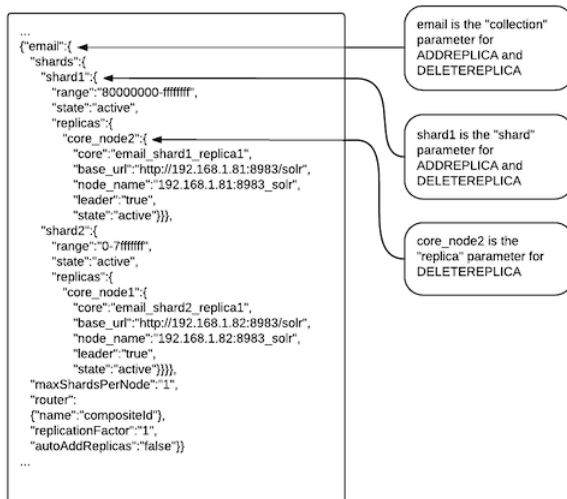 ...
{"email":{
"shards":{
"shard1":{
"range":"80000000-ffffffff",
"state":"active",
"replicas":{
"core_node2":{
"core":"email_shard1_replica1",
"base_url":"http://192.168.1.81:8983/solr",
"node_name":"192.168.1.81:8983_solr",
"leader":"true",
"state":"active"}}},
"shard2":{
"range":"0-7fffffff",
"state":"active",
"replicas":{
"core_node1":{
"core":"email_shard2_replica1",
"base_url":"http://192.168.1.82:8983/solr",
"node_name":"192.168.1.82:8983_solr",
"leader":"true",
"state":"active"}}}},
"maxShardsPerNode":"1",
"router":
{"name":"compositeId"},
"replicationFactor":"1",
"autoAddReplicas":"false"}}
...
email is the "collection"
parameter for
ADDREPLICA and
DELETEREPLICA
shard1 is the "shard"
parameter for
ADDREPLICA and
DELETEREPLICA
core_node2 is the
"replica" parameter for
DELETEREPLICA